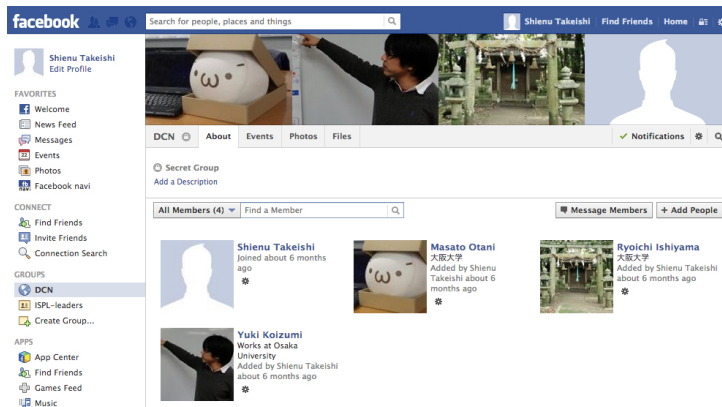 facebook
Search for people, places and things
Shienu Takeishi
Find Friends
Home
Shienu Takeishi
Edit Profile
FAVORITES
Welcome
News Feed
Messages
22 Events
Photos
fb navi Facebook navi
CONNECT
Find Friends
Invite Friends
Connection Search
GROUPS
DCN
ISPL-leaders
Create Group...
APPS
App Center
Find Friends
Games Feed
Music
DCN
About
Events
Photos
Files
Notifications
Secret Group
Add a Description
All Members (4)
Find a Member
Message Members
+ Add People
Shienu Takeishi
Joined about 6 months
ago
Masato Otani
大阪大学
Added by Shienu
Takeishi about 6
months ago
Ryoichi Ishiyama
大阪大学
Added by Shienu Takeishi
about 6 months ago
Yuki Koizumi
Works at Osaka
University
Added by Shienu Takeishi
about 6 months ago